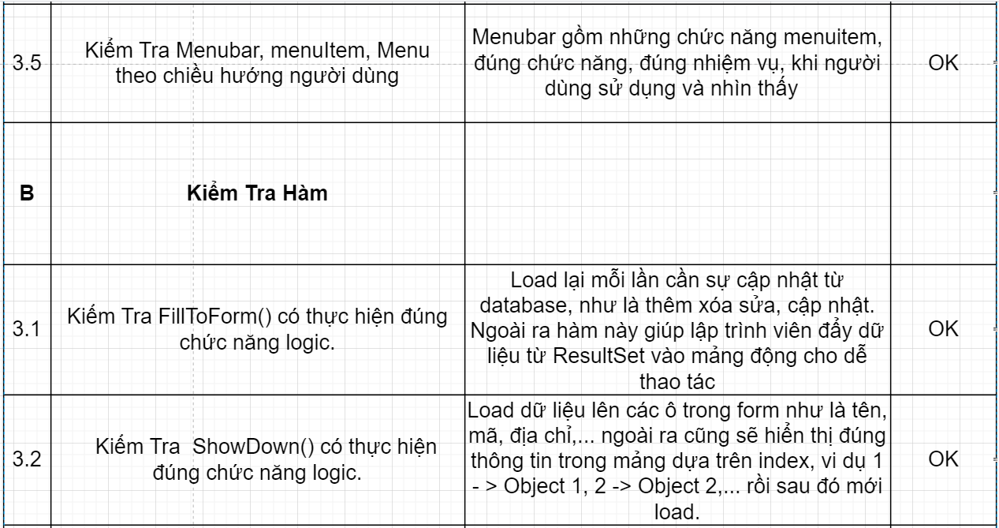 3.5
Kiểm Tra Menubar, menuItem, Menu
theo chiều hướng người dùng
Menubar gồm những chức năng menuitem,
đúng chức năng, đúng nhiệm vụ, khi người
dùng sử dụng và nhìn thấy
OK
B
Kiểm Tra Hàm
3.1
Kiếm Tra FillToForm() có thực hiện đúng
chức năng logic.
Load lại mỗi lần cần sự cập nhật từ
database, như là thêm xóa sửa, cập nhật.
Ngoài ra hàm này giúp lập trình viên đẩy dữ
liệu từ ResultSet vào mảng động cho dễ
thao tác
OK
3.2
Kiếm Tra  ShowDown() có thực hiện
đúng chức năng logic.
Load dữ liệu lên các ô trong form như là tên,
mã, địa chỉ,... ngoài ra cũng sẽ hiển thị đúng
thông tin trong mảng dựa trên index, vi dụ 1
- > Object 1, 2 -> Object 2,... rồi sau đó mới
load.
OK